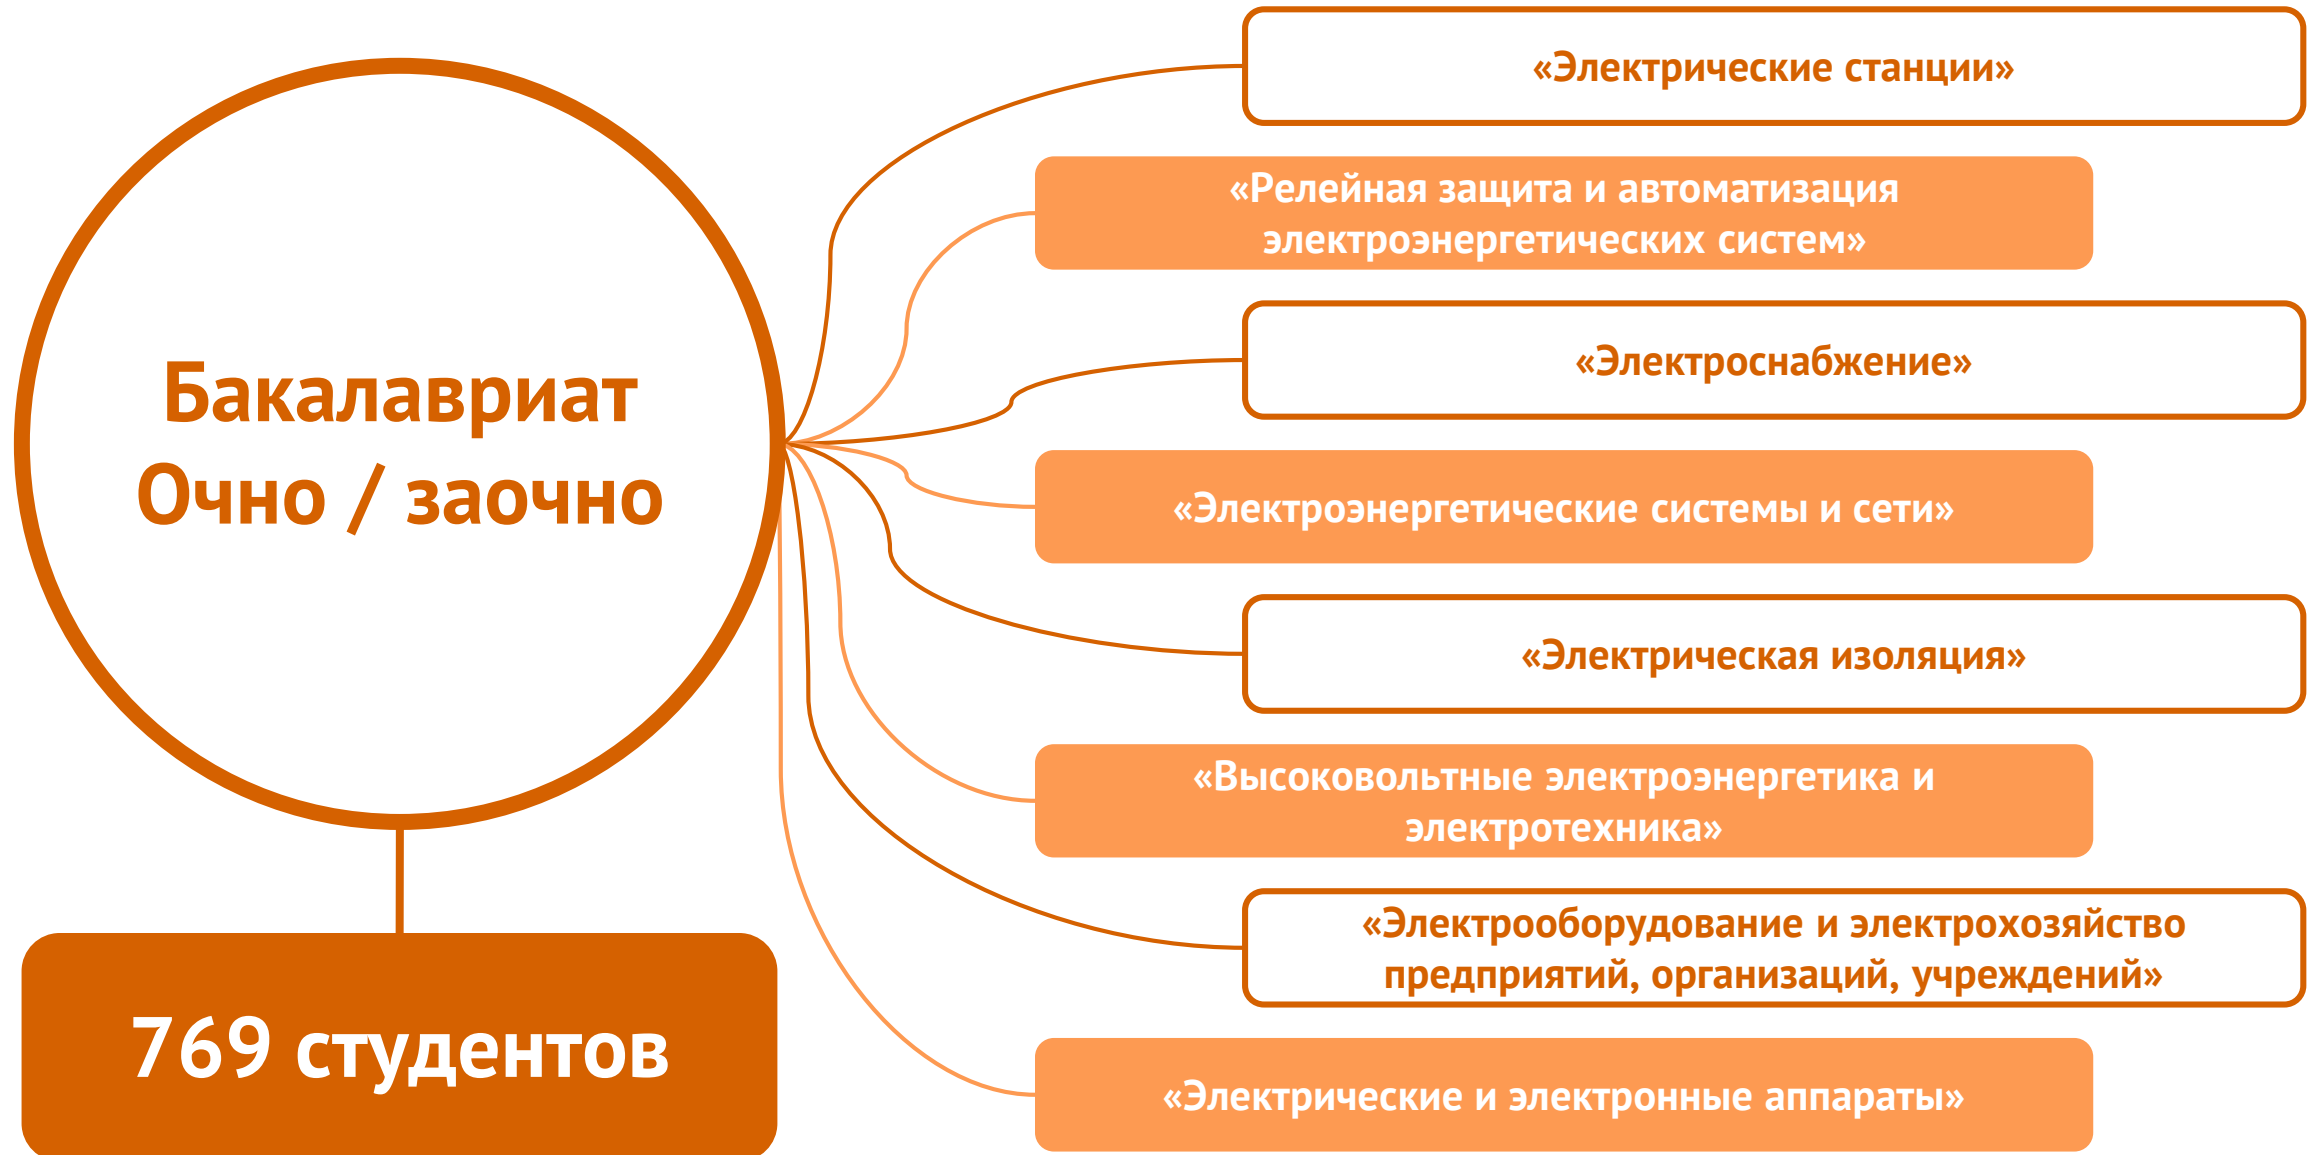 Бакалавриат
Очно / заочно
769 студентов
«Электрические станции»
«Релейная защита и автоматизация
электроэнергетических систем»
«Электроснабжение»
«Электроэнергетические системы и сети»
«Электрическая изоляция»
«Высоковольтные электроэнергетика и
электротехника»
«Электрооборудование и электрохозяйство
предприятий, организаций, учреждений»
«Электрические и электронные аппараты»